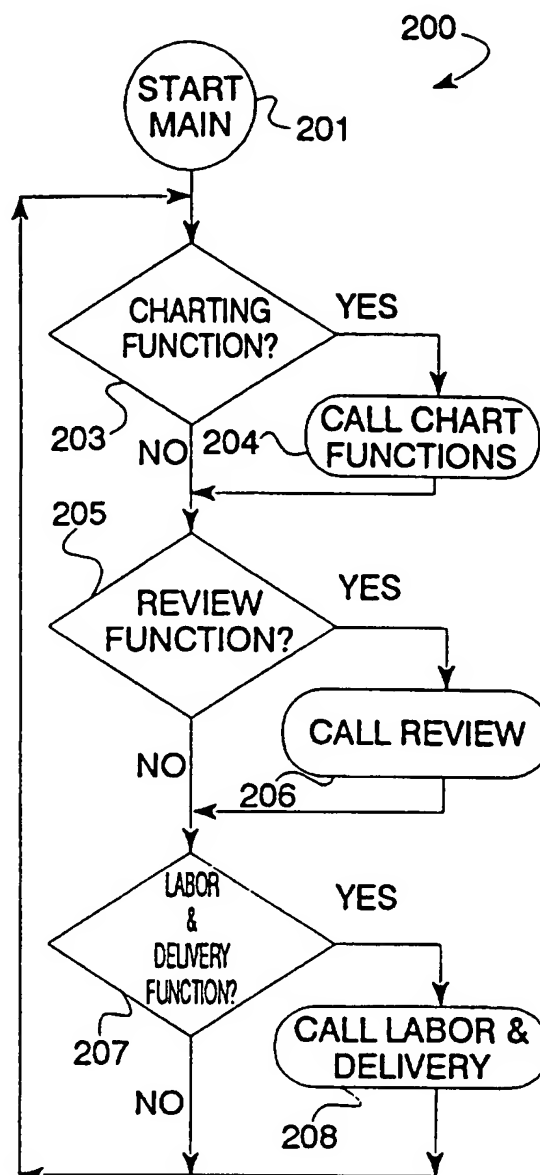 200
START
MAIN
201
CHARTING
FUNCTION?
YES
203
NO
204
CALL CHART
FUNCTIONS
205
REVIEW
FUNCTION?
YES
CALL REVIEW
NO
206
LABOR
&
DELIVERY
FUNCTION?
YES
207
CALL LABOR &
DELIVERY
NO
208